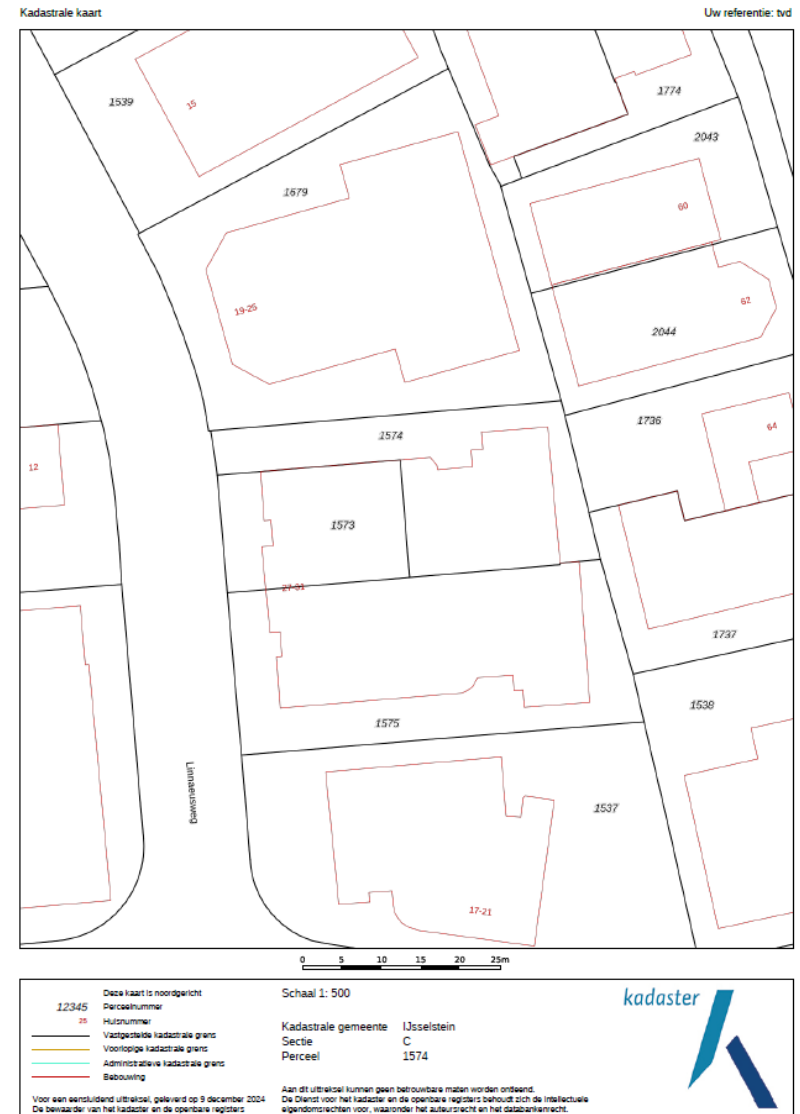 Kadastrale kaart
Uw referentie: tvd
1539
15
1774
2043
1679
60
19-25
62
2044
1574
1736
64
12
1573
27-31
1737
1575
1538
Linnaeusweg
1537
17-21
0 5 10 15 20 25m
Deze kaart is noordgericht
12345 Perceelnummer
25 Huisnummer
Vastgestelde kadastrale grens
Voorlopige kadastrale grens
Administratieve kadastrale grens
Bebouwing
Voor een eensluidend uittreksel, geleverd op 9 december 2024
De bewaarder van het kadaster en de openbare registers
Schaal 1: 500
Kadastrale gemeente IJsselstein
Sectie C
Perceel 1574
Aan dit uittreksel kunnen geen betrouwbare maten worden ontleend.
De Dienst voor het kadaster en de openbare registers behoudt zich de intellectuele
eigendomsrechten voor, waaronder het auteursrecht en het databankenrecht.
kadaster